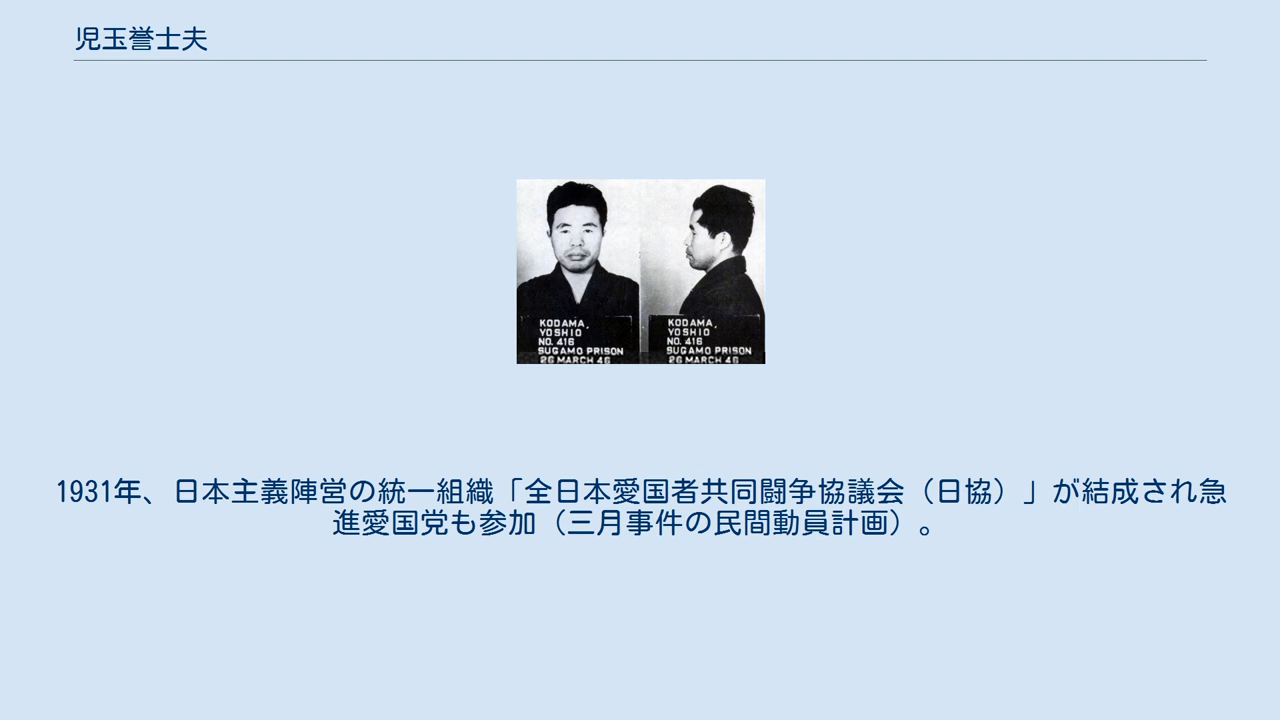 児玉誉士夫
KODAMA,
YOSHIO
NO. 416
SUGAMO PRISON
26 MARCH 46
KODAMA,
YOSHIO
NO. 416
SUGAMO PRISON
26 MARCH 46
1931年、日本主義陣営の統一組織「全日本愛国者共同闘争協議会（日協）」が結成され急
進愛国党も参加（三月事件の民間動員計画）。